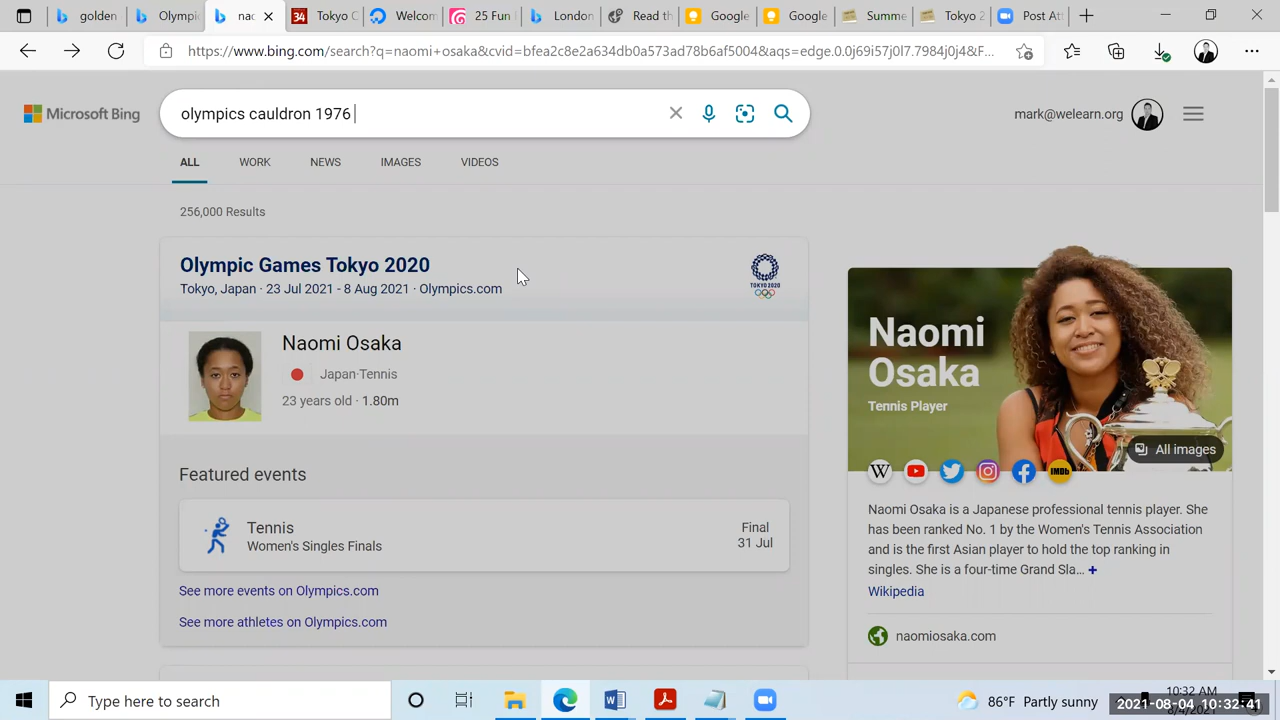 golden
Olympic
nac
34
Tokyo C
Welcom
25 Fun
London
Read th
Google
Google
Summe
Tokyo 2
Post Att
https://www.bing.com/search?q=naomi+osaka&cvid=bfea2c8e2a634db0a573ad78b6af5004&aqs=edge.0.0j69i57j0l7.7984j0j4&F...
Microsoft Bing
olympics cauldron 1976
mark@welearn.org
ALL WORK NEWS IMAGES VIDEOS
256,000 Results
Olympic Games Tokyo 2020
Tokyo, Japan · 23 Jul 2021 - 8 Aug 2021 · Olympics.com
TOKYO 2020
Naomi Osaka
Japan·Tennis
23 years old · 1.80m
Featured events
Tennis
Women's Singles Finals
Final
31 Jul
See more events on Olympics.com
See more athletes on Olympics.com
Naomi
Osaka
Tennis Player
All images
W
IMDb
Naomi Osaka is a Japanese professional tennis player. She
has been ranked No. 1 by the Women's Tennis Association
and is the first Asian player to hold the top ranking in
singles. She is a four-time Grand Sla... +
Wikipedia
naomiosaka.com
Type here to search
86°F Partly sunny
10:32 AM
2021-08-04 10:32:41